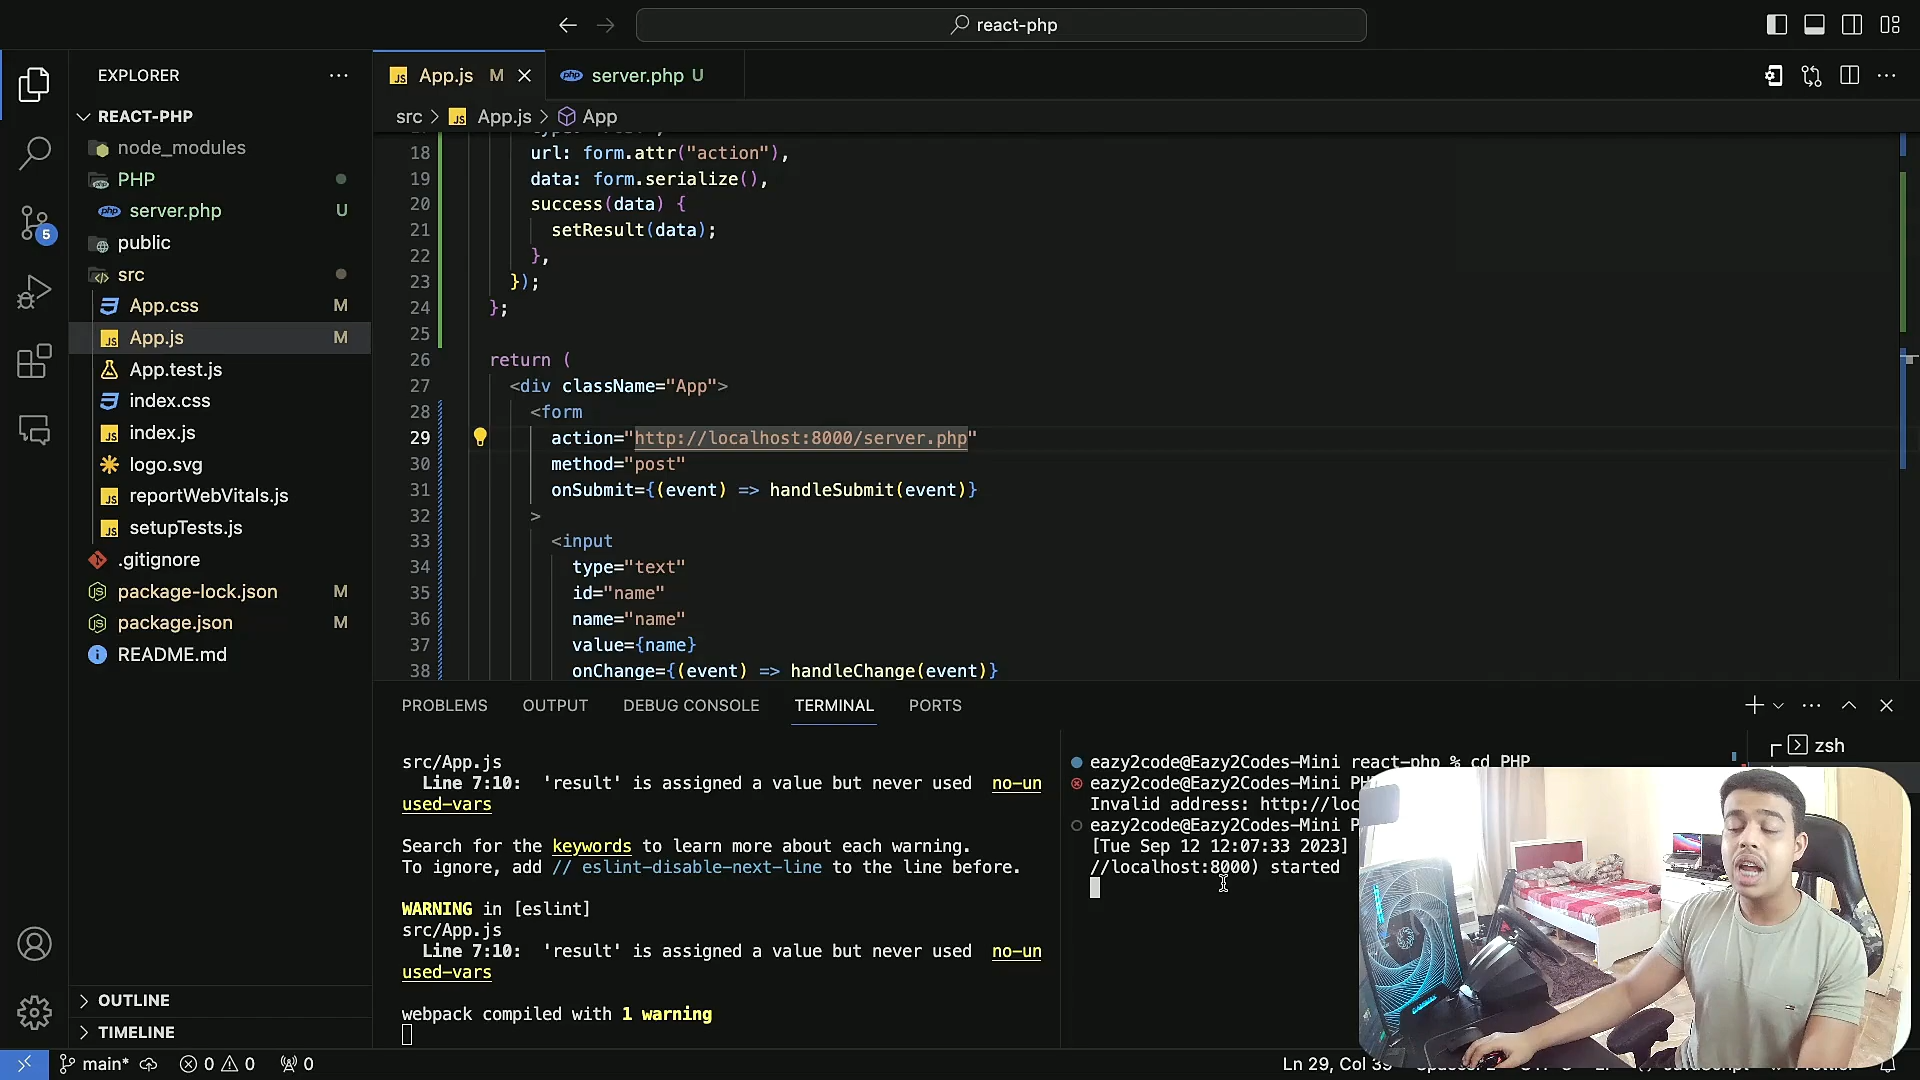 react-php
EXPLORER
REACT-PHP
node_modules
PHP
server.php U
public
src
App.css M
App.js M
App.test.js
index.css
index.js
logo.svg
reportWebVitals.js
setupTests.js
.gitignore
package-lock.json M
package.json M
README.md
OUTLINE
TIMELINE
5
App.js M
server.php U
src > App.js > App
18 url: form.attr("action"),
19 data: form.serialize(),
20 success(data) {
21 setResult(data);
22 },
23 });
24 };
25
26 return (
27 <div className="App">
28 <form
29 action="http://localhost:8000/server.php"
30 method="post"
31 onSubmit={(event) => handleSubmit(event)}
32 >
33 <input
34 type="text"
35 id="name"
36 name="name"
37 value={name}
38 onChange={(event) => handleChange(event)}
PROBLEMS OUTPUT DEBUG CONSOLE TERMINAL PORTS
src/App.js
Line 7:10: 'result' is assigned a value but never used no-un
used-vars
Search for the keywords to learn more about each warning.
To ignore, add // eslint-disable-next-line to the line before.
WARNING in [eslint]
src/App.js
Line 7:10: 'result' is assigned a value but never used no-un
used-vars
webpack compiled with 1 warning
eazy2code@Eazy2Codes-Mini react-php % cd PHP
eazy2code@Eazy2Codes-Mini
Invalid address:
eazy2code@Eazy2Codes-Mini
[Tue Sep 12 12:07:33 2023]
//localhost:8000) started
zsh
main* 0 0 0
Ln 29, Col